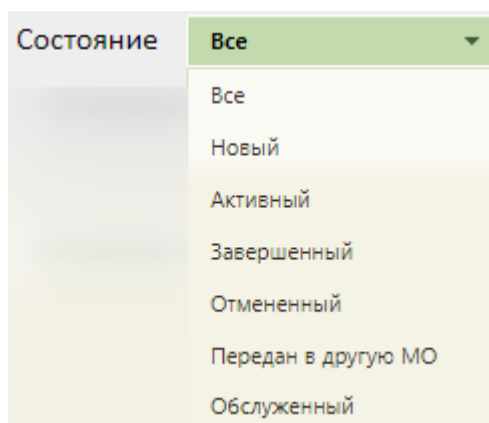 Состояние Все
Все
Новый
Активный
Завершенный
Отмененный
Передан в другую МО
Обслуженный